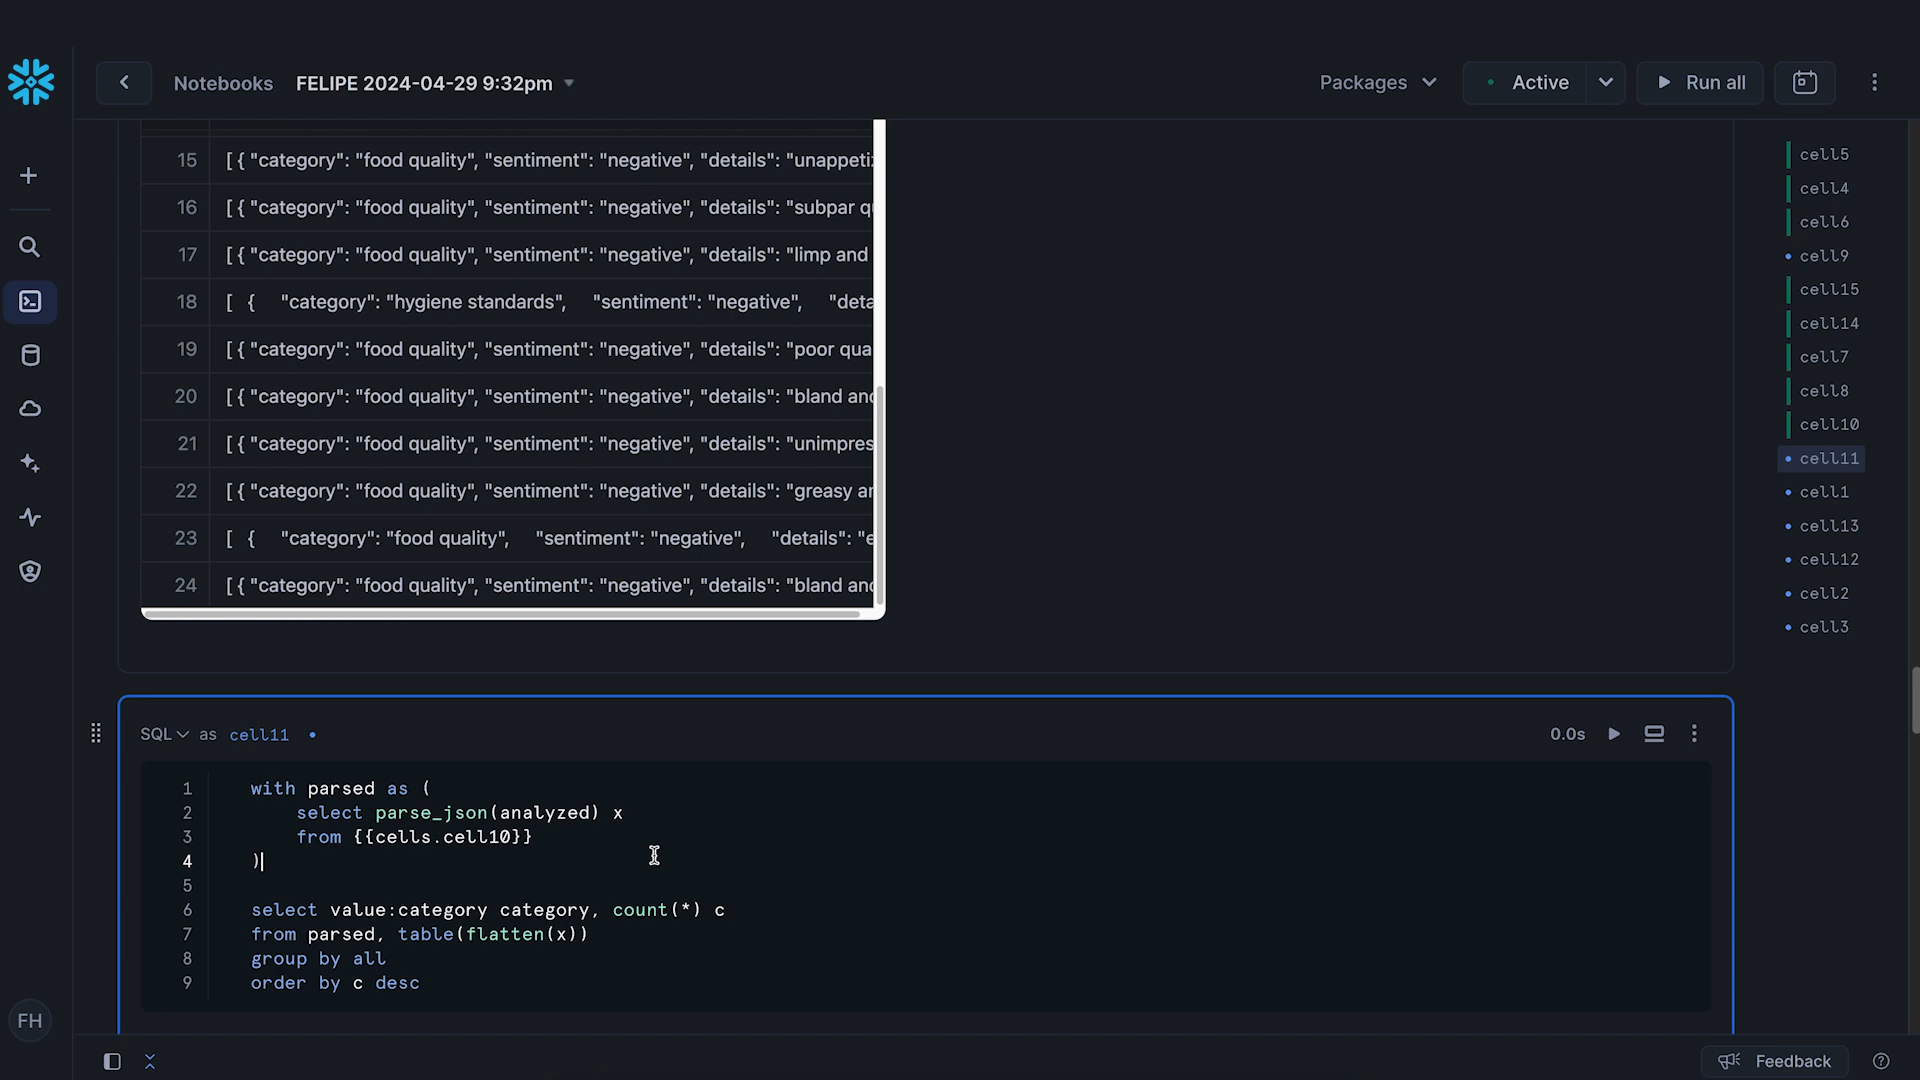 Notebooks FELIPE 2024-04-29 9:32pm
Packages Active Run all
15 [ { "category": "food quality", "sentiment": "negative", "details":
16 [ { "category": "food quality", "sentiment": "negative", "details": "subpar
17 [ { "category": "food quality", "sentiment": "negative", "details": "limp and
18 [ { "category": "hygiene standards", "sentiment": "negative",
19 [ { "category": "food quality", "sentiment": "negative", "details": "poor
20 [ { "category": "food quality", "sentiment": "negative", "details": "bland
21 [ { "category": "food quality", "sentiment": "negative", "details":
22 [ { "category": "food quality", "sentiment": "negative", "details": "greasy
23 [ { "category": "food quality", "sentiment": "negative", "details":
24 [ { "category": "food quality", "sentiment": "negative", "details": "bland
cell5
cell4
cell6
cell9
cell15
cell14
cell7
cell8
cell10
cell11
cell1
cell13
cell12
cell2
cell3
SQL as cell11
0.0s
1 with parsed as (
2 select parse_json(analyzed) x
3 from {{cells.cell10}}
4 )
5
6 select value:category category, count(*) c
7 from parsed, table(flatten(x))
8 group by all
9 order by c desc
FH
Feedback